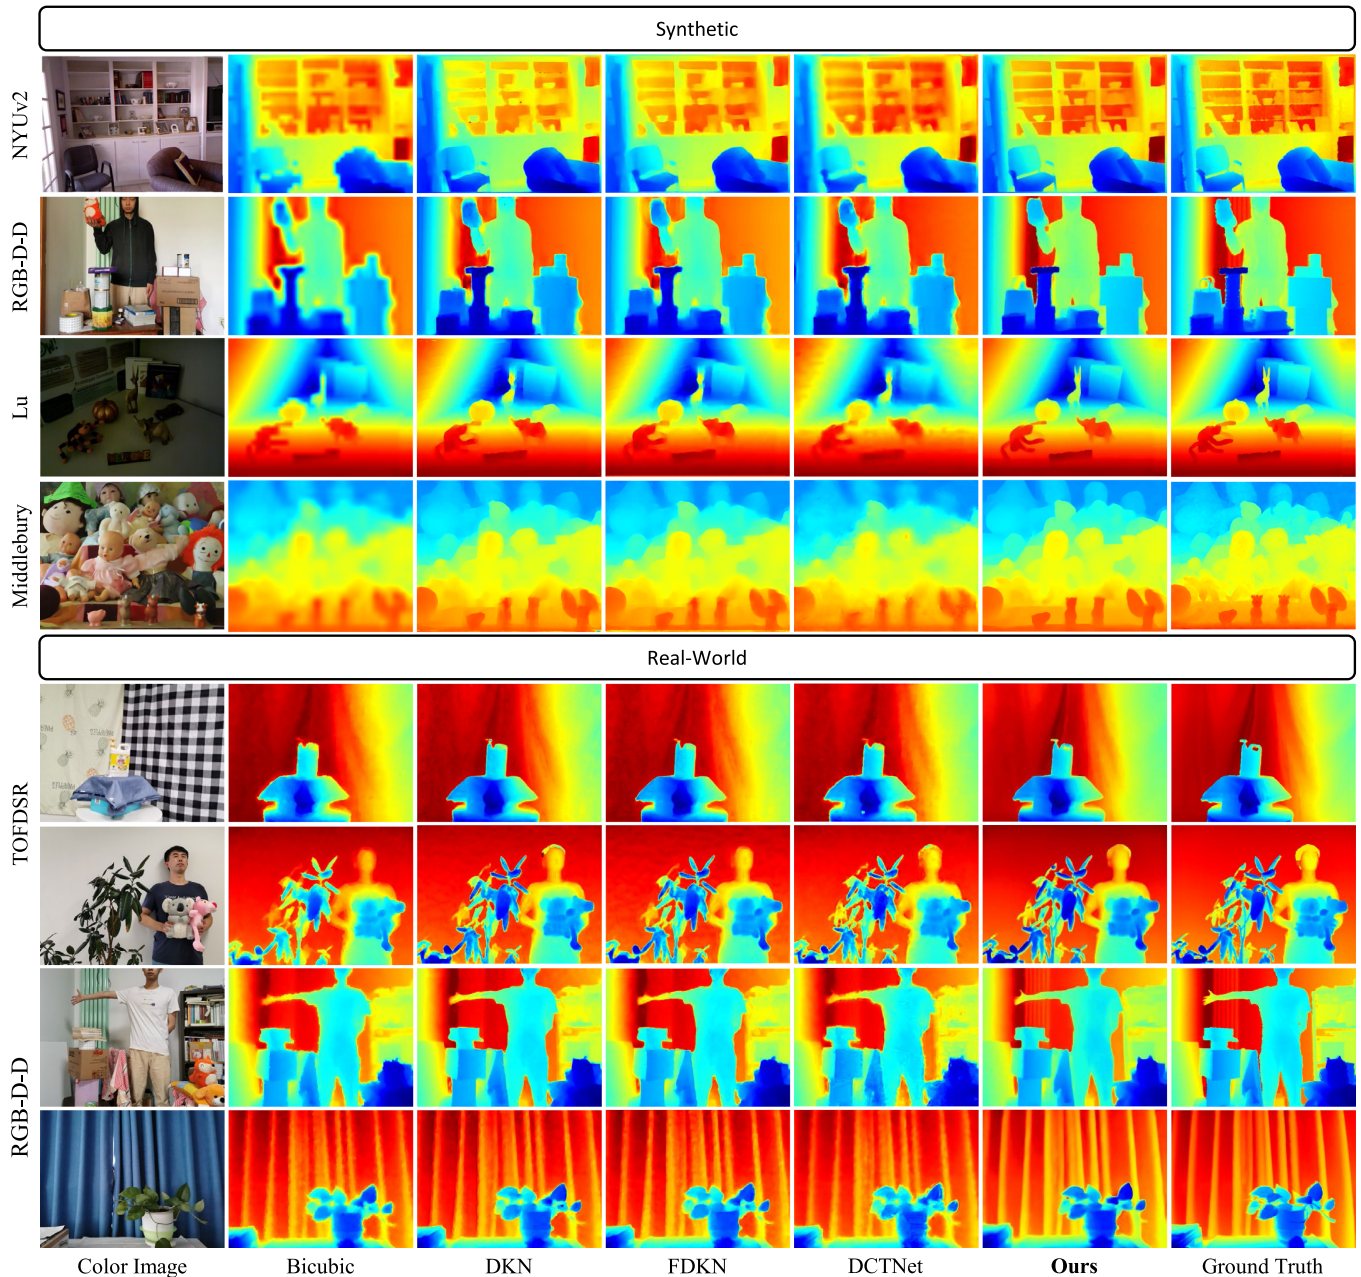 Synthetic
NYUv2
RGB-D-D
Lu
Middlebury
Real-World
TOFDSR
RGB-D-D
Color Image
Bicubic
DKN
FDKN
DCTNet
Ours
Ground Truth